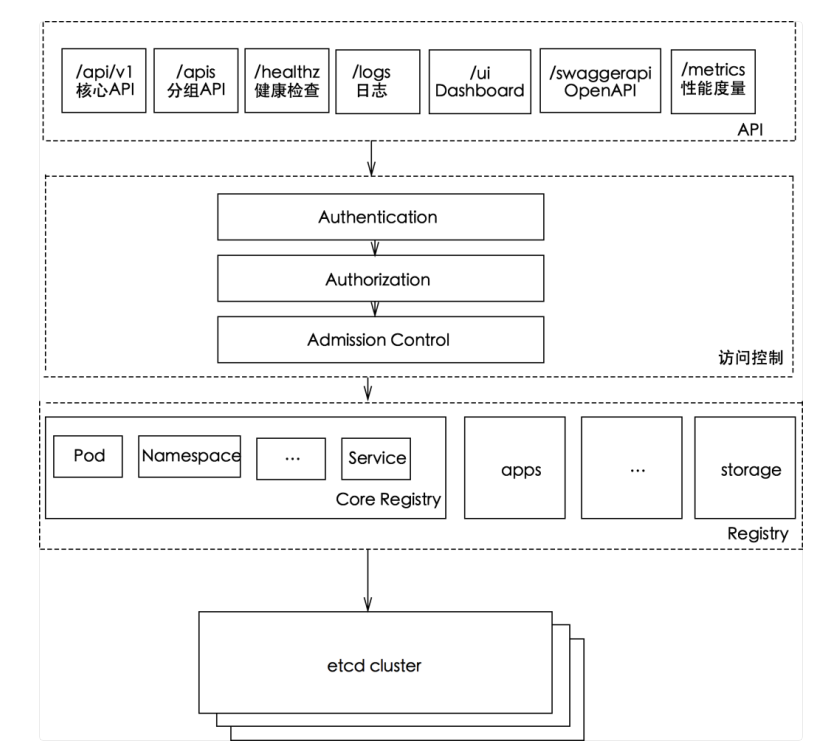 /api/v1
核心API
/apis
分组API
/healthz
健康检查
/logs
日志
/ui
Dashboard
/swaggerapi
OpenAPI
/metrics
性能度量
API
Authentication
Authorization
Admission Control
访问控制
Pod
Namespace
...
Service
Core Registry
apps
...
storage
Registry
etcd cluster